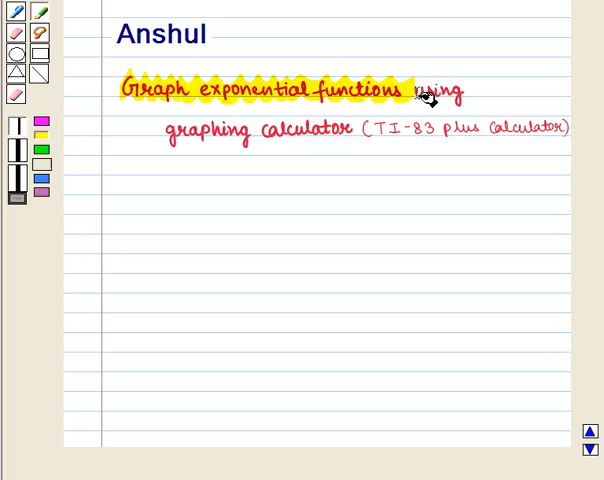 Anshul
Graph exponential functions using
graphing calculator (TI-83 plus calculator)